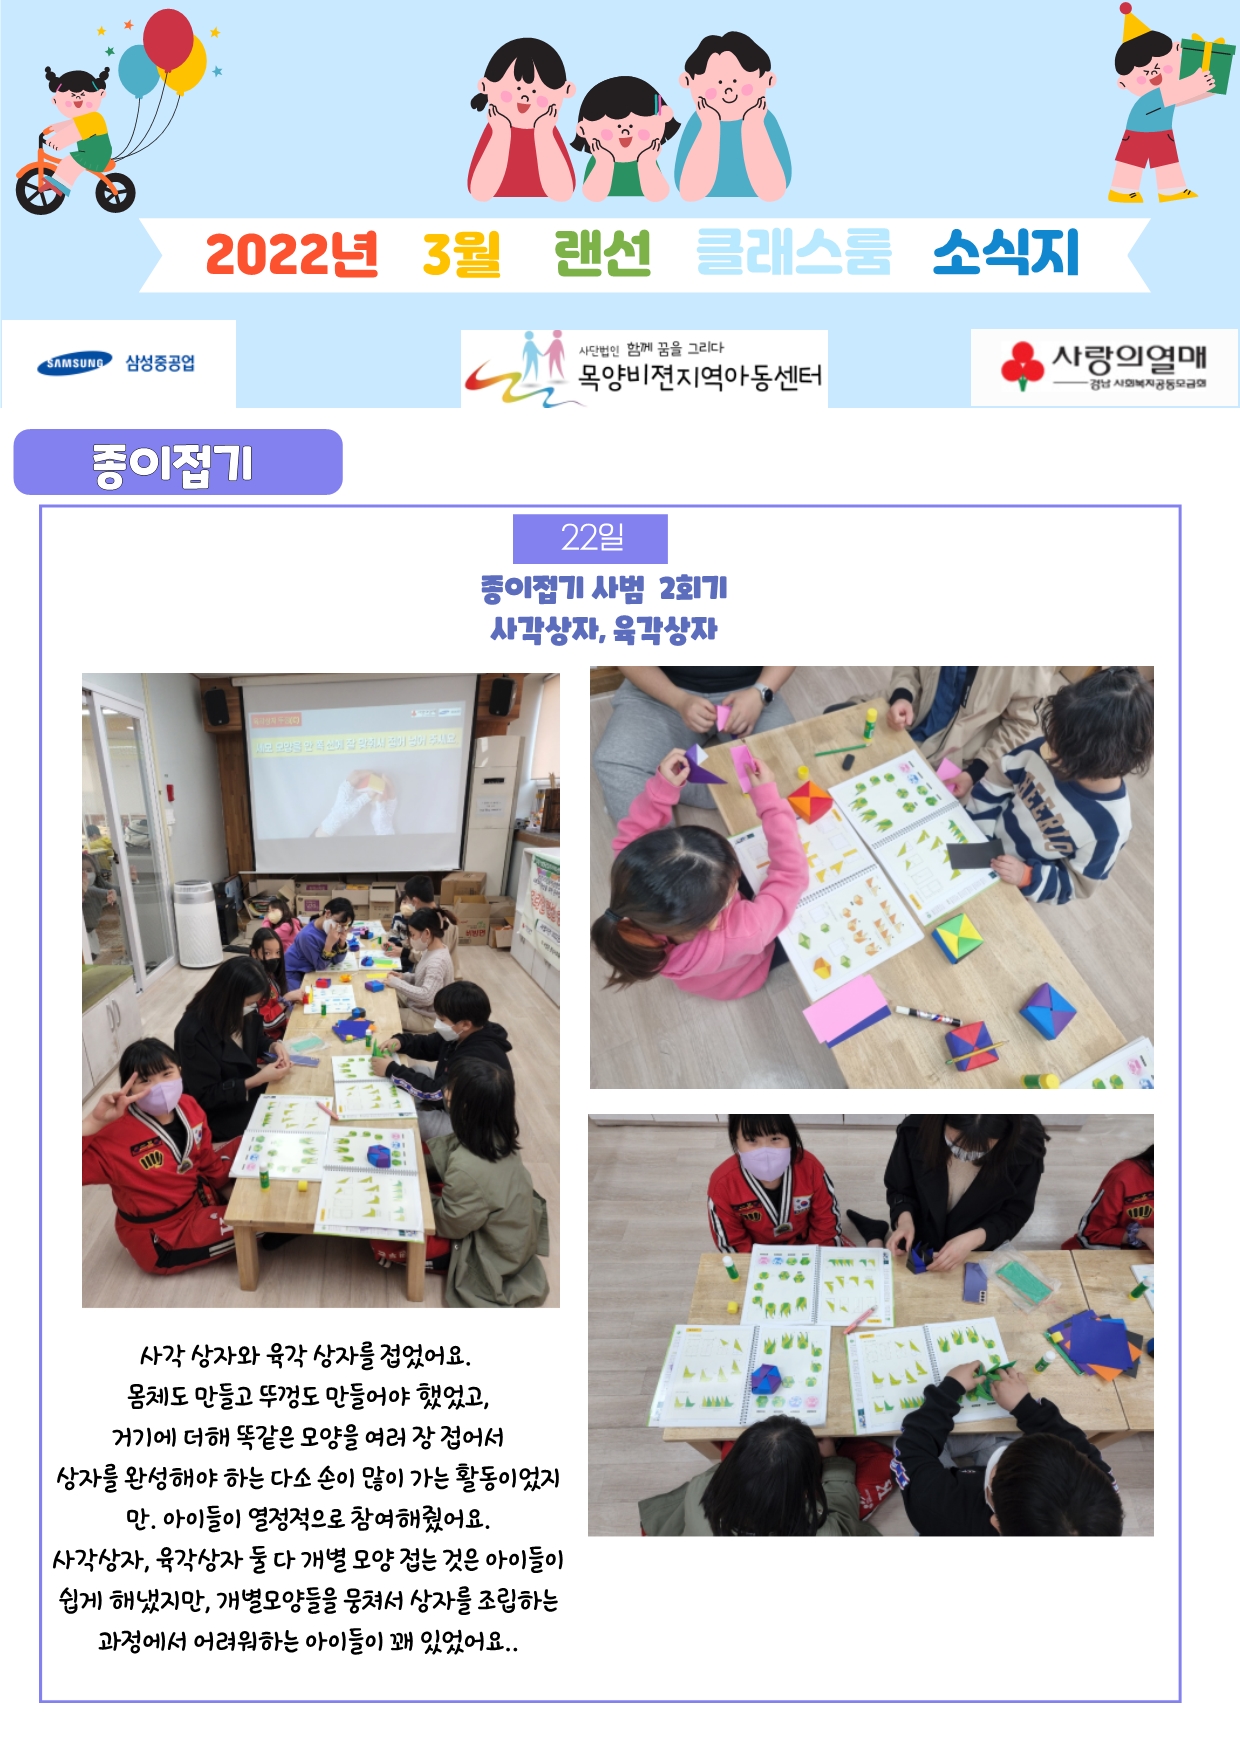 2022년 3월 랜선 클래스룸 소식지
SAMSUNG 삼성중공업
사단법인 함께 꿈을 그리다
목양비젼지역아동센터
사랑의열매
경남 사회복지공동모금회
종이접기
22일
종이접기 사범 2회기
사각상자, 육각상자
사각 상자와 육각 상자를 접었어요.
몸체도 만들고 뚜껑도 만들어야 했었고,
거기에 더해 똑같은 모양을 여러 장 접어서
상자를 완성해야 하는 다소 손이 많이 가는 활동이었지
만. 아이들이 열정적으로 참여해줬어요.
사각상자, 육각상자 둘 다 개별 모양 접는 것은 아이들이
쉽게 해냈지만, 개별모양들을 뭉쳐서 상자를 조립하는
과정에서 어려워하는 아이들이 꽤 있었어요..